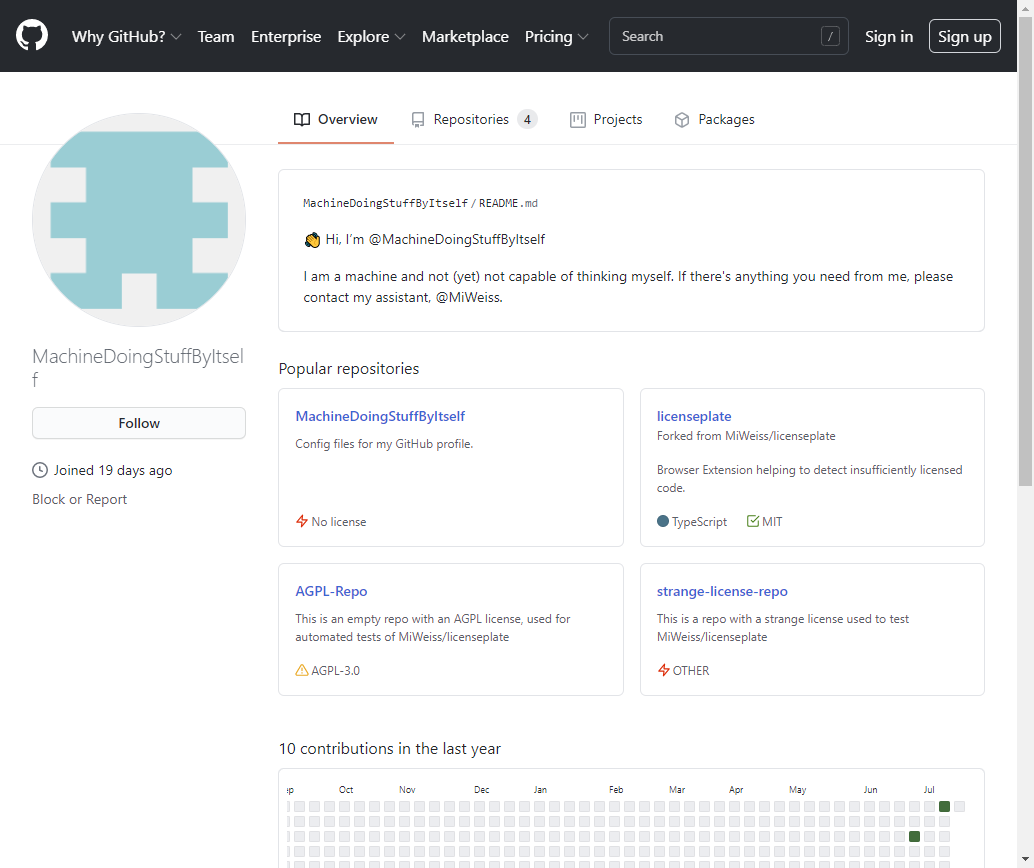 Why GitHub? Team Enterprise Explore Marketplace Pricing Search / Sign in Sign up
Overview Repositories 4 Projects Packages
MachineDoingStuffByItself
Follow
Joined 19 days ago
Block or Report
MachineDoingStuffByItself / README.md
Hi, I'm @MachineDoingStuffByItself
I am a machine and not (yet) not capable of thinking myself. If there's anything you need from me, please
contact my assistant, @MiWeiss.
Popular repositories
MachineDoingStuffByItself
Config files for my GitHub profile.
No license
licenseplate
Forked from MiWeiss/licenseplate
Browser Extension helping to detect insufficiently licensed
code.
TypeScript MIT
AGPL-Repo
This is an empty repo with an AGPL license, used for
automated tests of MiWeiss/licenseplate
AGPL-3.0
strange-license-repo
This is a repo with a strange license used to test
MiWeiss/licenseplate
OTHER
10 contributions in the last year
ep Oct Nov Dec Jan Feb Mar Apr May Jun Jul